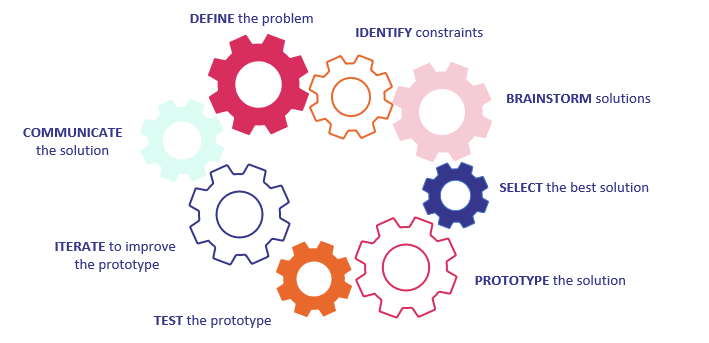 DEFINE the problem
IDENTIFY constraints
BRAINSTORM solutions
SELECT the best solution
PROTOTYPE the solution
TEST the prototype
ITERATE to improve
the prototype
COMMUNICATE
the solution